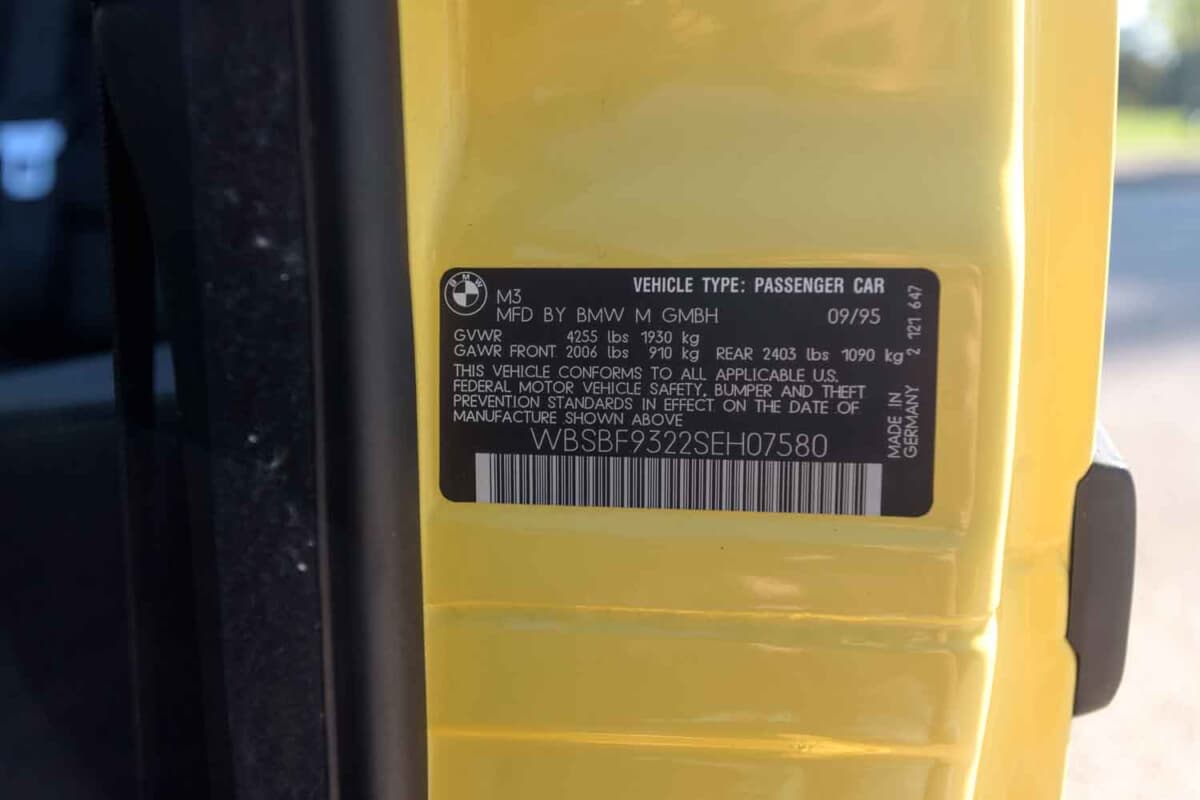 BMW
VEHICLE TYPE: PASSENGER CAR
M3
MFD BY BMW M GMBH 09/95
GVWR 4255 lbs 1930 kg
GAWR FRONT 2006 lbs 910 kg REAR 2403 lbs 1090 kg
THIS VEHICLE CONFORMS TO ALL APPLICABLE U.S.
FEDERAL MOTOR VEHICLE SAFETY, BUMPER AND THEFT
PREVENTION STANDARDS IN EFFECT ON THE DATE OF
MANUFACTURE SHOWN ABOVE
WBSBF9322SEH07580
MADE IN
GERMANY 2 121 647